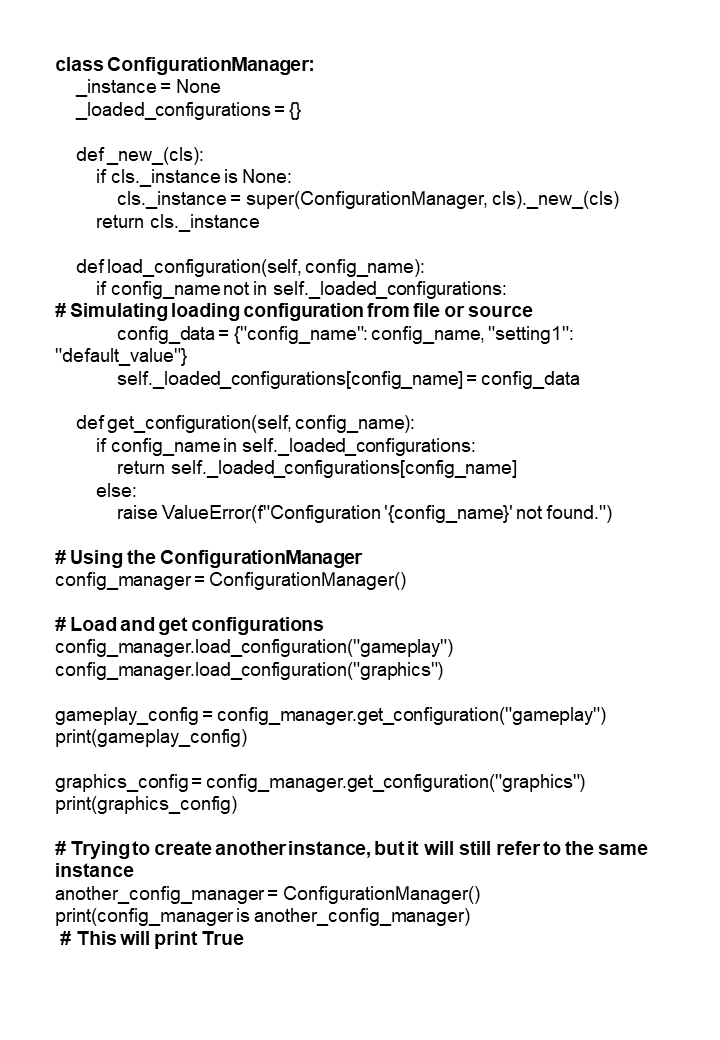 class ConfigurationManager:
    _instance = None
    _loaded_configurations = {}

    def _new_(cls):
        if cls._instance is None:
            cls._instance = super(ConfigurationManager, cls)._new_(cls)
        return cls._instance

    def load_configuration(self, config_name):
        if config_name not in self._loaded_configurations:
# Simulating loading configuration from file or source
            config_data = {"config_name": config_name, "setting1":
"default_value"}
            self._loaded_configurations[config_name] = config_data

    def get_configuration(self, config_name):
        if config_name in self._loaded_configurations:
            return self._loaded_configurations[config_name]
        else:
            raise ValueError(f"Configuration '{config_name}' not found.")

# Using the ConfigurationManager
config_manager = ConfigurationManager()

# Load and get configurations
config_manager.load_configuration("gameplay")
config_manager.load_configuration("graphics")

gameplay_config = config_manager.get_configuration("gameplay")
print(gameplay_config)

graphics_config = config_manager.get_configuration("graphics")
print(graphics_config)

# Trying to create another instance, but it will still refer to the same
instance
another_config_manager = ConfigurationManager()
print(config_manager is another_config_manager)
 # This will print True